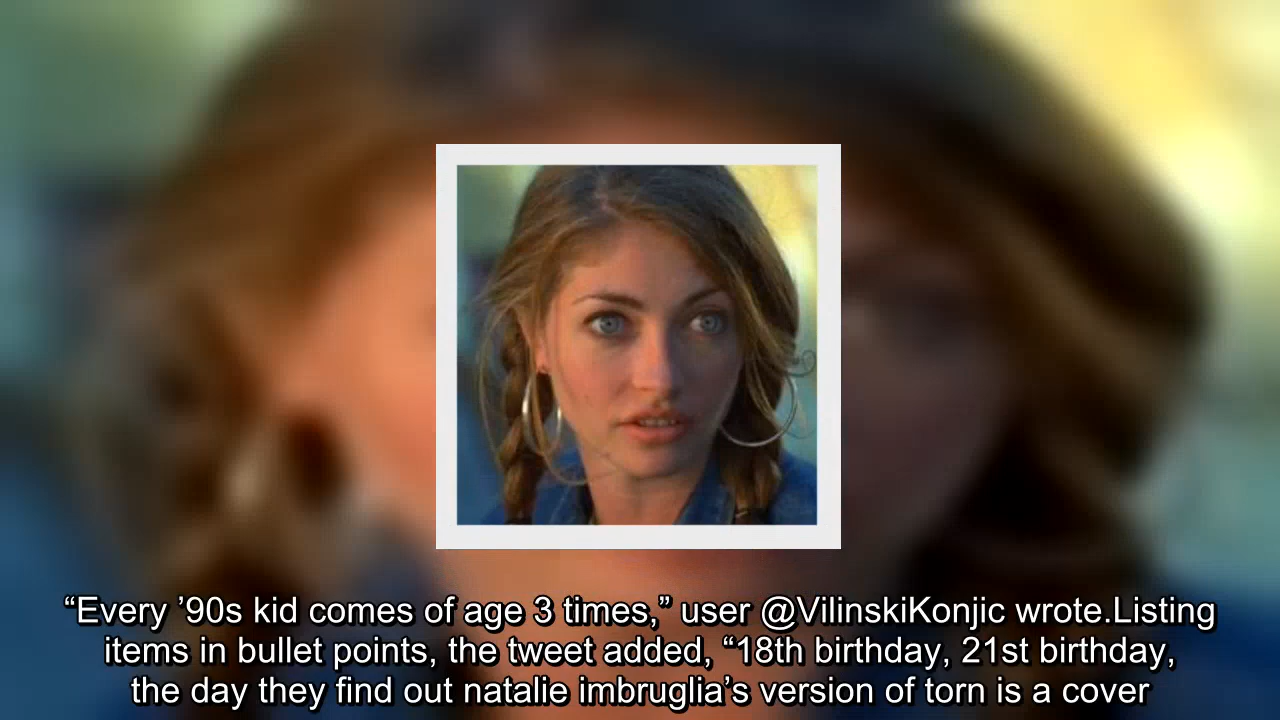 “Every ’90s kid comes of age 3 times,” user @VilinskiKonjic wrote.Listing
items in bullet points, the tweet added, “18th birthday, 21st birthday,
the day they find out natalie imbruglia’s version of torn is a cover